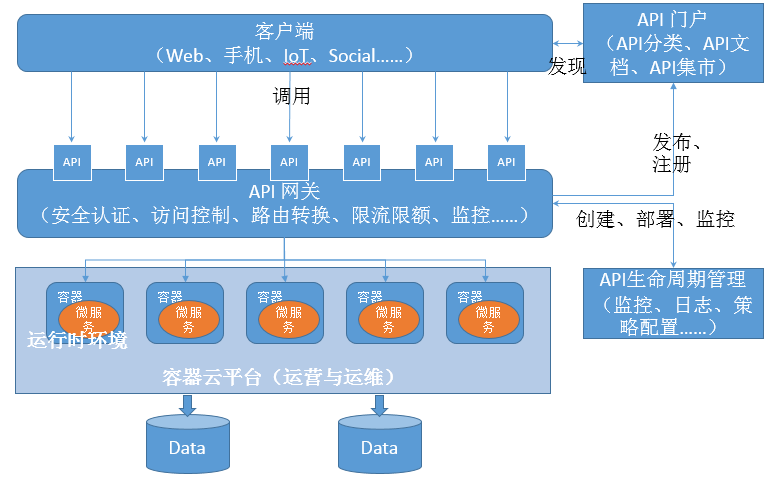 客户端
（Web、手机、IoT、Social……）
API 门户
（API分类、API文
档、API集市）
发现
调用
API
API
API
API
API
API
API
发布、
注册
API 网关
（安全认证、访问控制、路由转换、限流限额、监控……）
创建、部署、监控
API生命周期管理
（监控、日志、策
略配置……）
容器
微服
务
容器
微服
务
容器
微服
务
容器
微服
务
容器
微服
务
运行时环境
容器云平台（运营与运维）
Data
Data